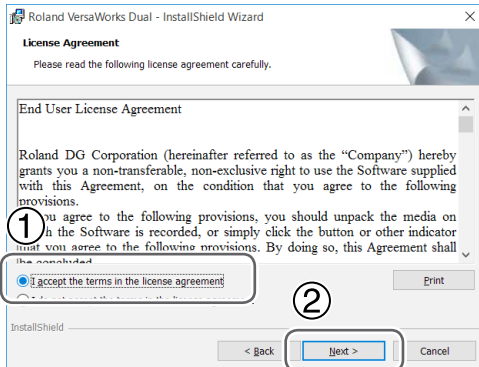 Roland VersaWorks Dual - InstallShield Wizard
License Agreement
Please read the following license agreement carefully.
End User License Agreement
Roland DG Corporation (hereinafter referred to as the “Company”) hereby
grants you a non-transferable, non-exclusive right to use the Software supplied
with this Agreement, on the condition that you agree to the following
provisions.
you agree to the following provisions, you should unpack the media on
the Software is recorded, or simply click the button or other indicator
that you agree to the following provisions. By doing so, this Agreement shall
be concluded
1
I accept the terms in the license agreement
Print
2
InstallShield
< Back
Next >
Cancel